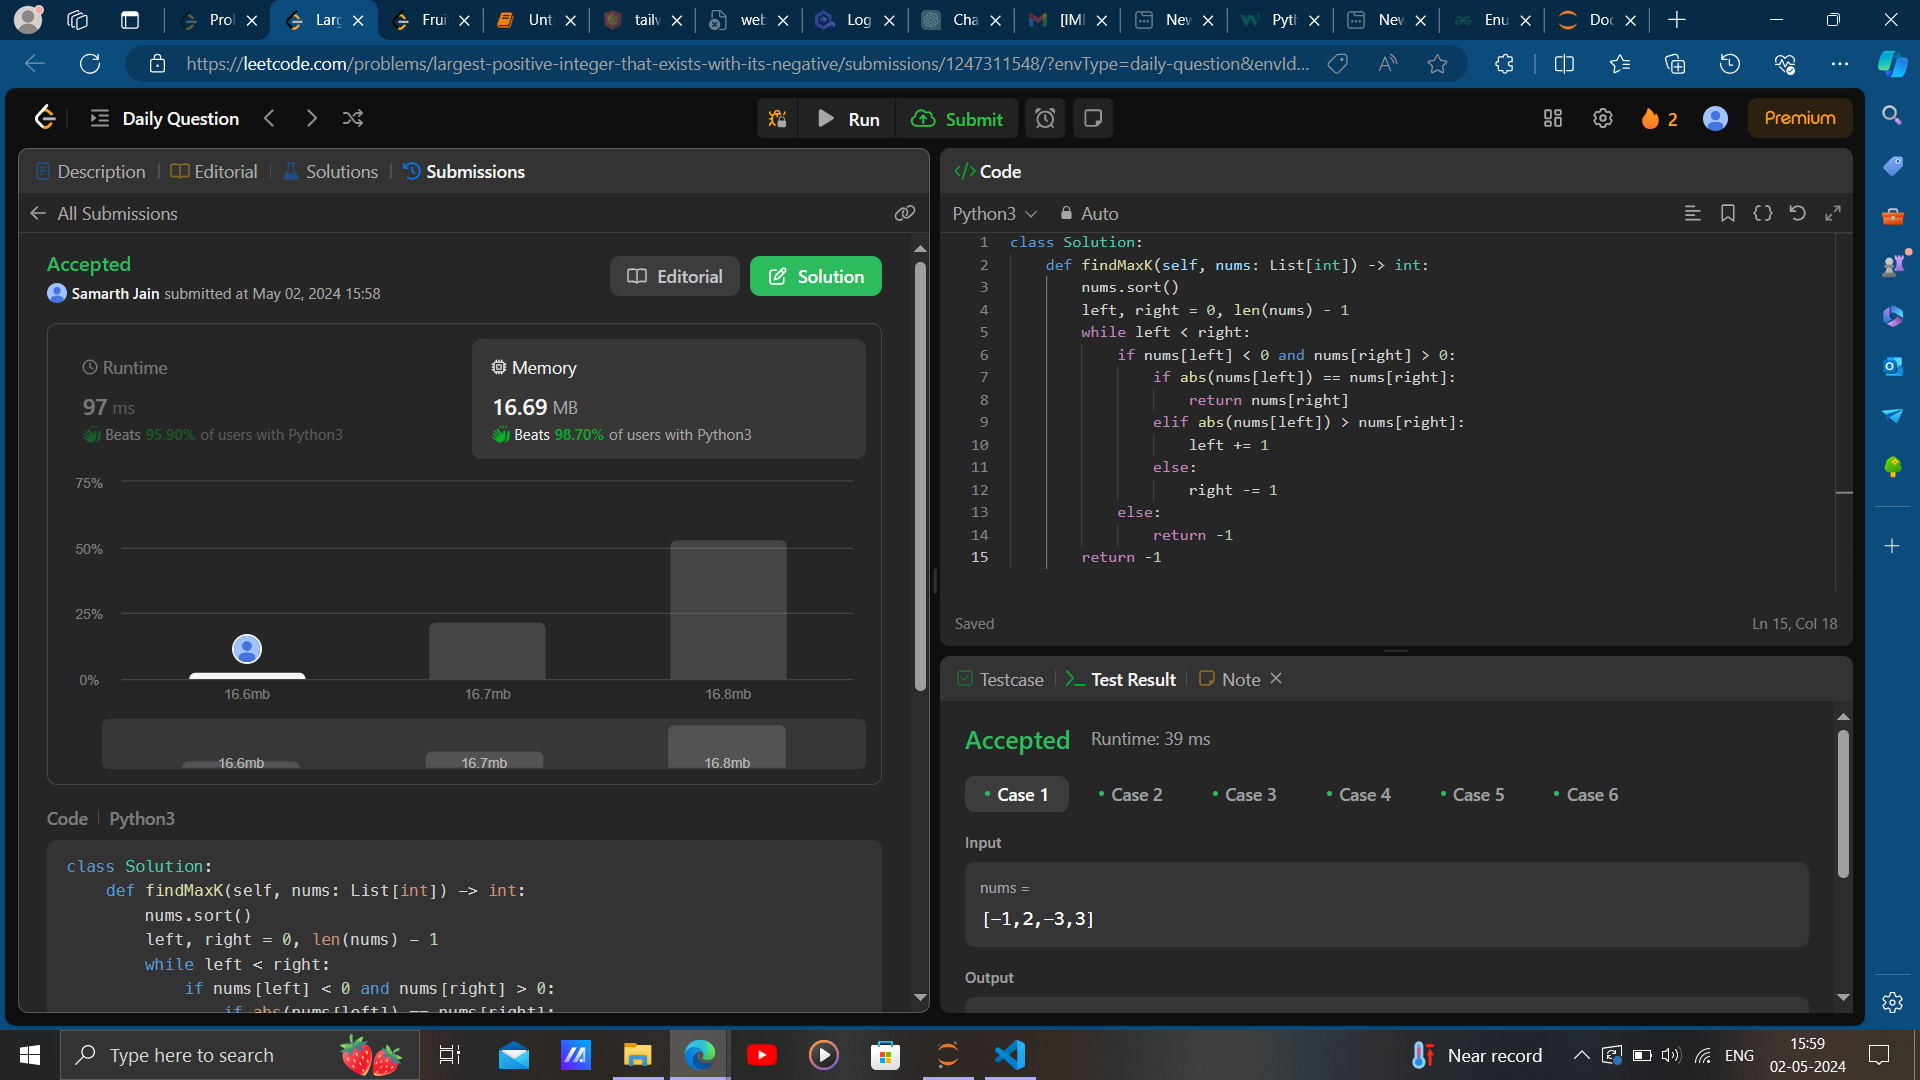 Prol
Larg
Frui
Unti
tailv
web
Log
Cha
[IMI
Nev
Pyth
Nev
Enu
Doc
https://leetcode.com/problems/largest-positive-integer-that-exists-with-its-negative/submissions/1247311548/?envType=daily-question&envId...
Daily Question
Run
Submit
2
Premium
Description
Editorial
Solutions
Submissions
All Submissions
Accepted
Samarth Jain submitted at May 02, 2024 15:58
Editorial
Solution
Runtime
97 ms
Beats 95.90% of users with Python3
Memory
16.69 MB
Beats 98.70% of users with Python3
75%
50%
25%
0%
16.6mb 16.7mb 16.8mb
16.6mb 16.7mb 16.8mb
Code Python3
class Solution:
def findMaxK(self, nums: List[int]) -> int:
nums.sort()
left, right = 0, len(nums) - 1
while left < right:
if nums[left] < 0 and nums[right] > 0:
if abs(nums[left]) == nums[right]:
Code
Python3 Auto
1 class Solution:
2 def findMaxK(self, nums: List[int]) -> int:
3 nums.sort()
4 left, right = 0, len(nums) - 1
5 while left < right:
6 if nums[left] < 0 and nums[right] > 0:
7 if abs(nums[left]) == nums[right]:
8 return nums[right]
9 elif abs(nums[left]) > nums[right]:
10 left += 1
11 else:
12 right -= 1
13 else:
14 return -1
15 return -1
Saved
Ln 15, Col 18
Testcase
Test Result
Note
Accepted Runtime: 39 ms
Case 1 Case 2 Case 3 Case 4 Case 5 Case 6
Input
nums =
[-1,2,-3,3]
Output
Type here to search
Near record
ENG
15:59
02-05-2024